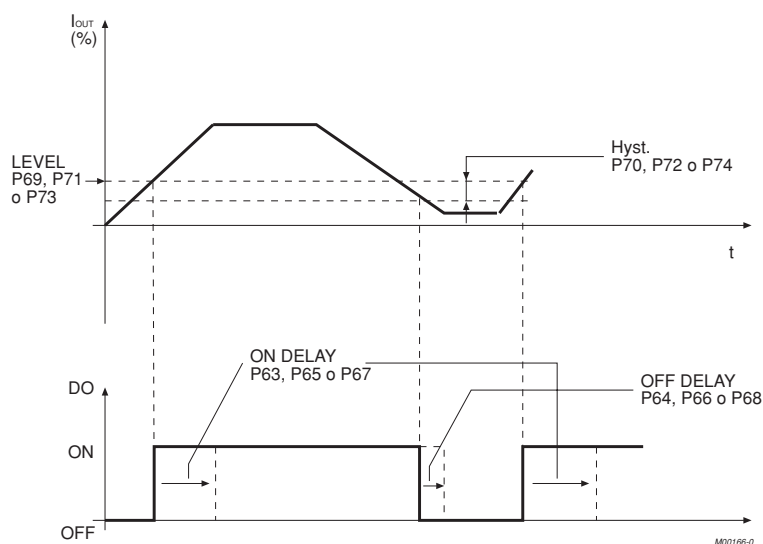 IOUT
(%)
LEVEL
P69, P71
o P73
Hyst.
P70, P72 o P74
t
ON DELAY
P63, P65 o P67
DO
OFF DELAY
P64, P66 o P68
ON
OFF
M00166-0